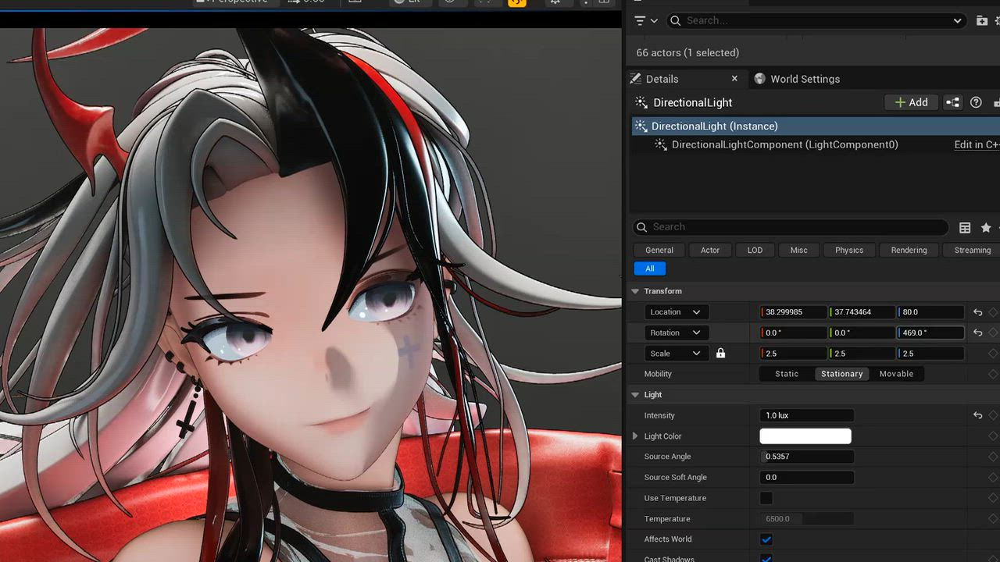 Perspective
Search...
66 actors (1 selected)
Details
World Settings
DirectionalLight
Add
DirectionalLight (Instance)
DirectionalLightComponent (LightComponent0)
Edit in C+
Search
General
Actor
LOD
Misc
Physics
Rendering
Streaming
All
Transform
Location
38.299985
37.743464
80.0
Rotation
0.0 °
0.0 °
469.0 °
Scale
2.5
2.5
2.5
Mobility
Static
Stationary
Movable
Light
Intensity
1.0 lux
Light Color
Source Angle
0.5357
Source Soft Angle
0.0
Use Temperature
Temperature
6500.0
Affects World
Cast Shadows